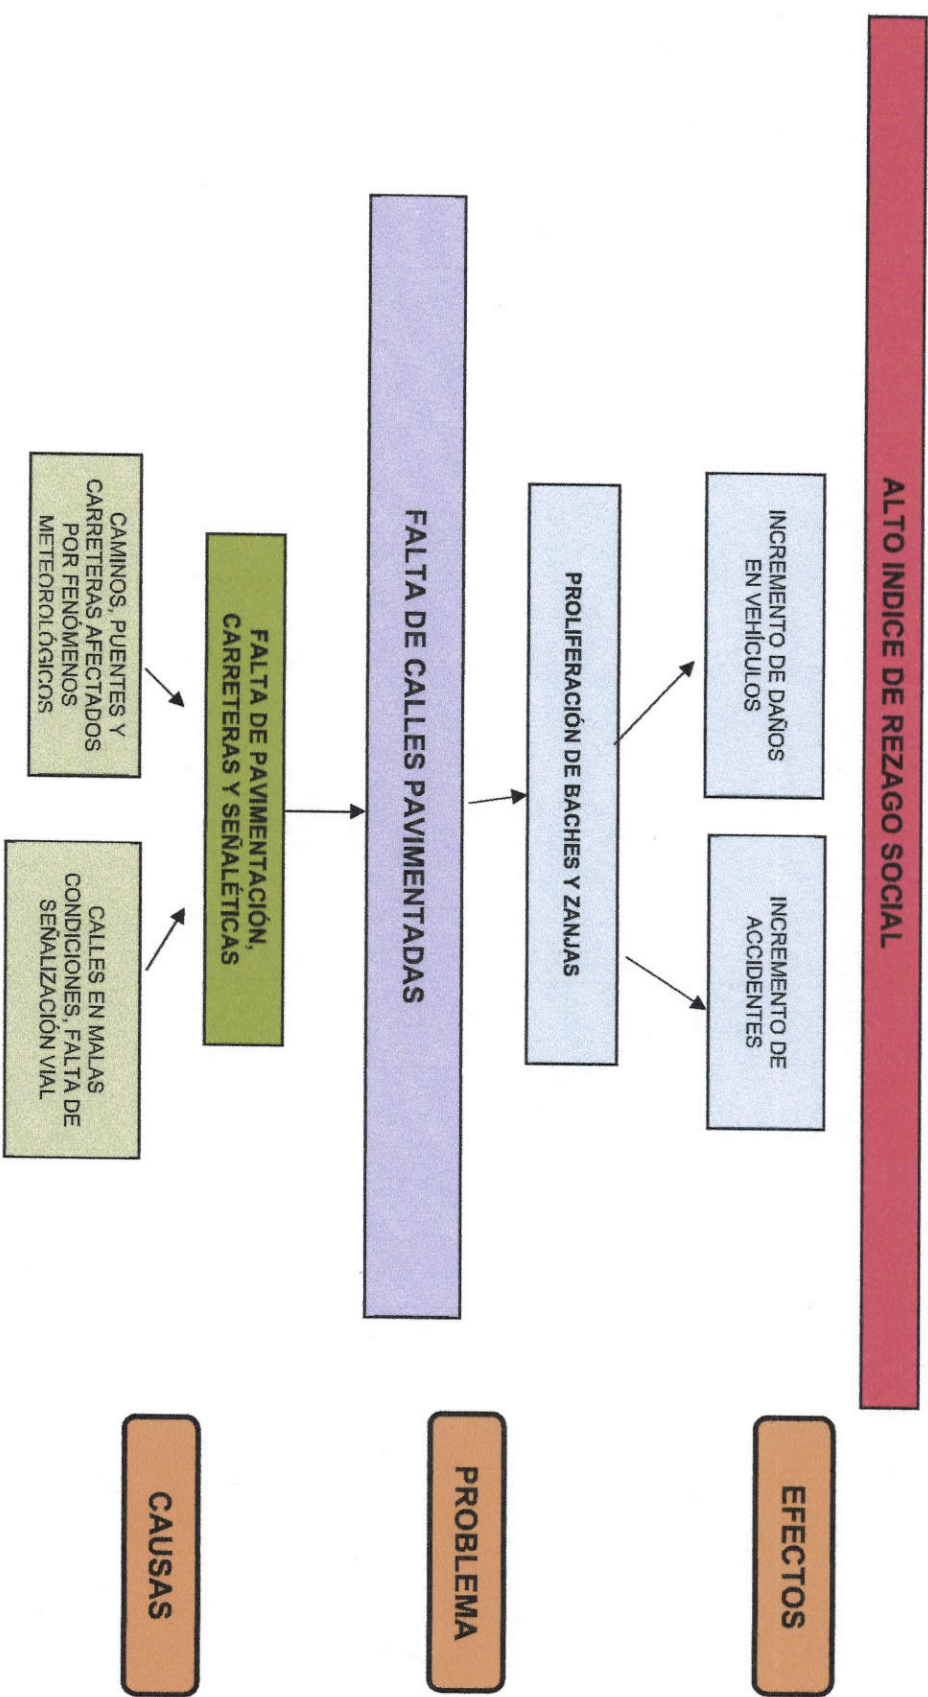 ALTO INDICE DE REZAGO SOCIAL
INCREMENTO DE DAÑOS
EN VEHÍCULOS
INCREMENTO DE
ACCIDENTES
EFECTOS
PROLIFERACIÓN DE BACHES Y ZANJAS
FALTA DE CALLES PAVIMENTADAS
PROBLEMA
FALTA DE PAVIMENTACIÓN,
CARRETERAS Y SEÑALÉTICAS
CAMINOS, PUENTES Y
CARRETERAS AFECTADOS
POR FENÓMENOS
METEOROLÓGICOS
CALLES EN MALAS
CONDICIONES, FALTA DE
SEÑALIZACIÓN VIAL
CAUSAS